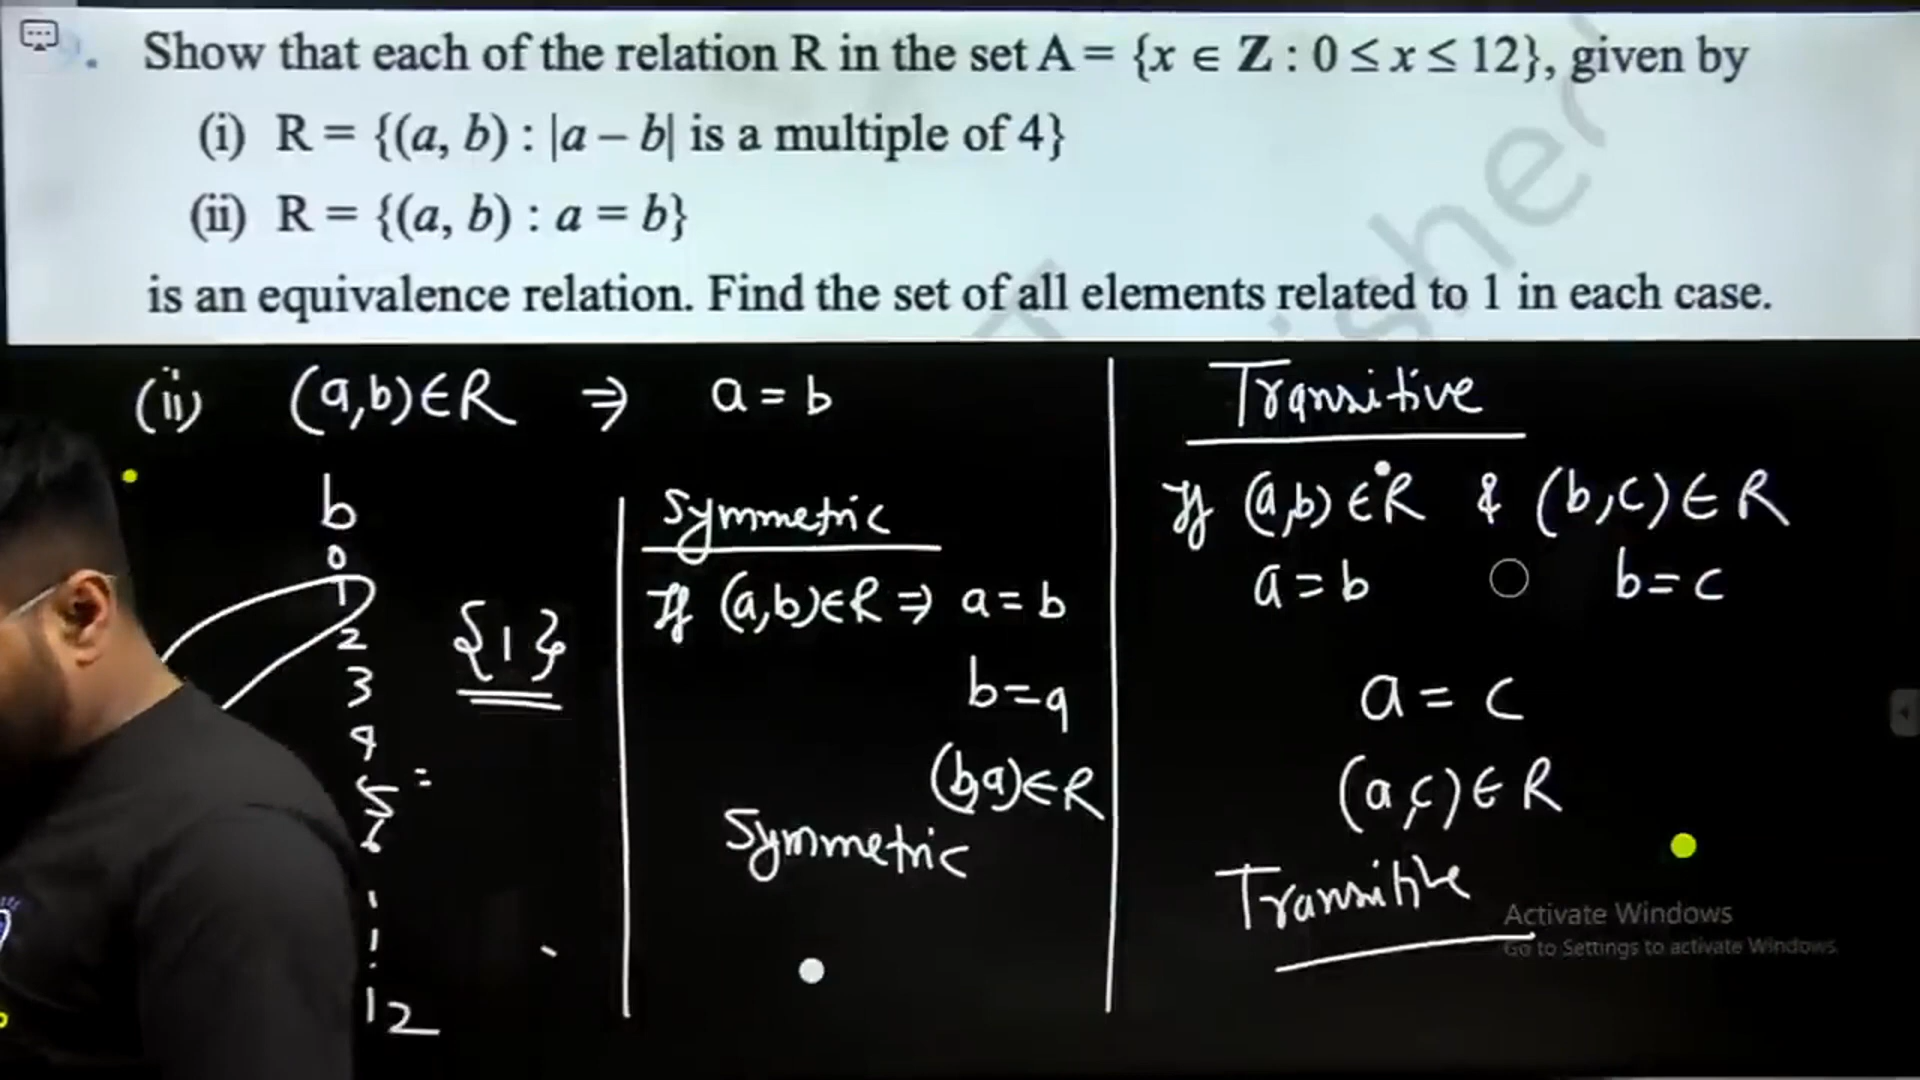 9. Show that each of the relation R in the set A = {x ∈ Z : 0 ≤ x ≤ 12}, given by
(i) R = {(a, b) : |a – b| is a multiple of 4}
(ii) R = {(a, b) : a = b}
is an equivalence relation. Find the set of all elements related to 1 in each case.
(ii) (a,b)∈R ⇒ a = b
b
0
1
2
3
4
5 =
6
12
{1}
Symmetric
If (a,b)∈R ⇒ a = b
b=a
(b,a)∈R
Symmetric
Transitive
If (a,b)∈R & (b,c)∈R
a=b b=c
a = c
(a,c)∈R
Transitive
Activate Windows
Go to Settings to activate Windows.